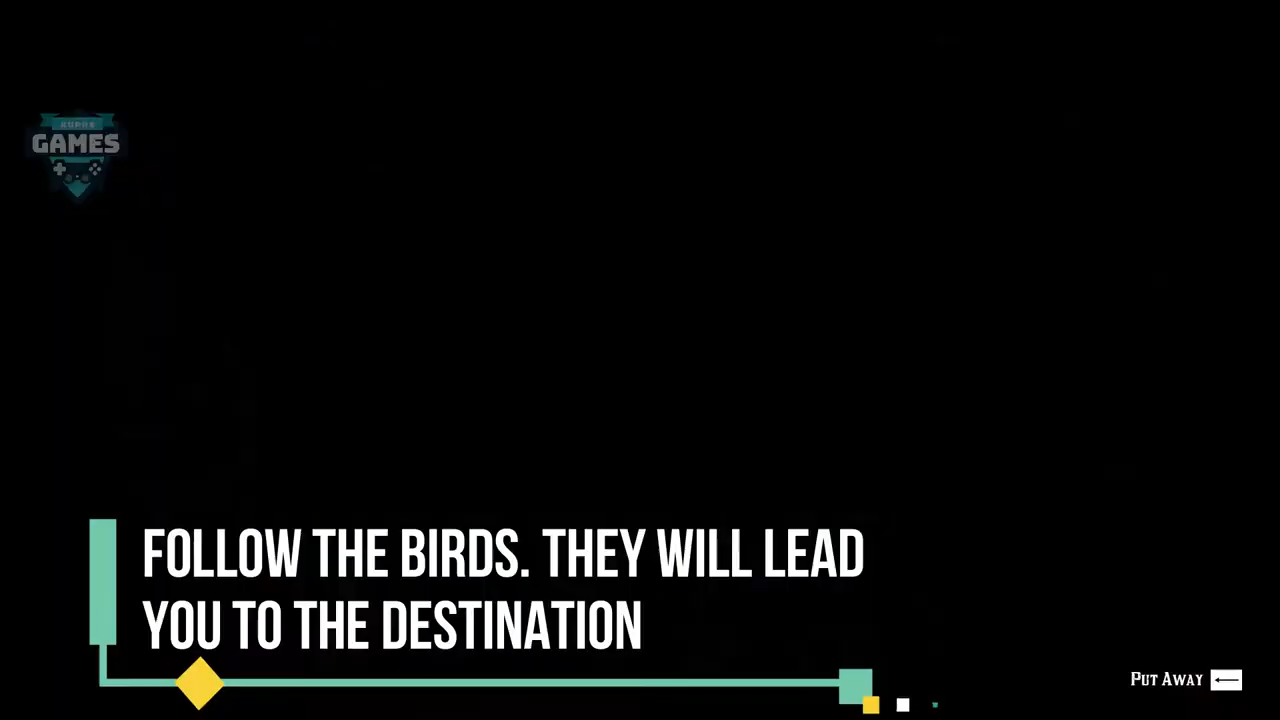 GAMES
FOLLOW THE BIRDS. THEY WILL LEAD
YOU TO THE DESTINATION
PUT AWAY